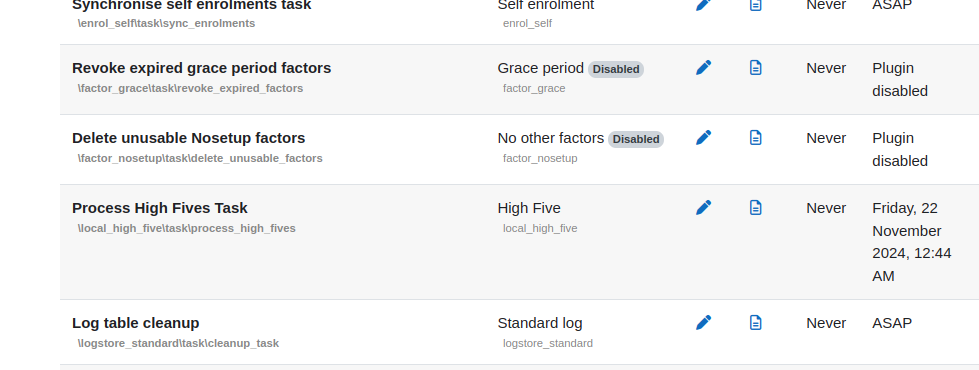 Synchronise self enrolments task Self enrolment Never ASAP
\enrol_self\task\sync_enrolments enrol_self
Revoke expired grace period factors Grace period Disabled Never Plugin
disabled
\factor_grace\task\revoke_expired_factors factor_grace
Delete unusable Nosetup factors No other factors Disabled Never Plugin
disabled
\factor_nosetup\task\delete_unusable_factors factor_nosetup
Process High Fives Task High Five Never Friday, 22
November
2024, 12:44
AM
\local_high_five\task\process_high_fives local_high_five
Log table cleanup Standard log Never ASAP
\logstore_standard\task\cleanup_task logstore_standard